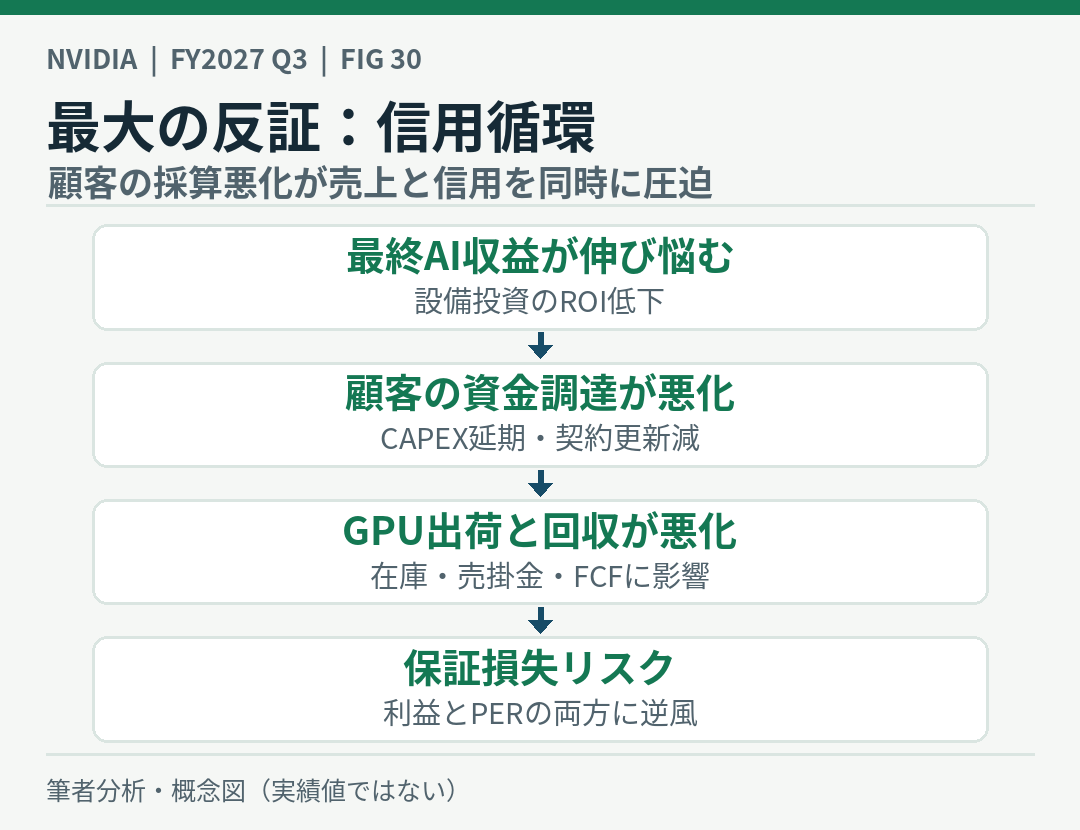 NVIDIA | FY2027 Q3 | FIG 30
最大の反証：信用循環
顧客の採算悪化が売上と信用を同時に圧迫
最終AI収益が伸び悩む
設備投資のROI低下
顧客の資金調達が悪化
CAPEX延期・契約更新減
GPU出荷と回収が悪化
在庫・売掛金・FCFに影響
保証損失リスク
利益とPERの両方に逆風
筆者分析・概念図（実績値ではない）